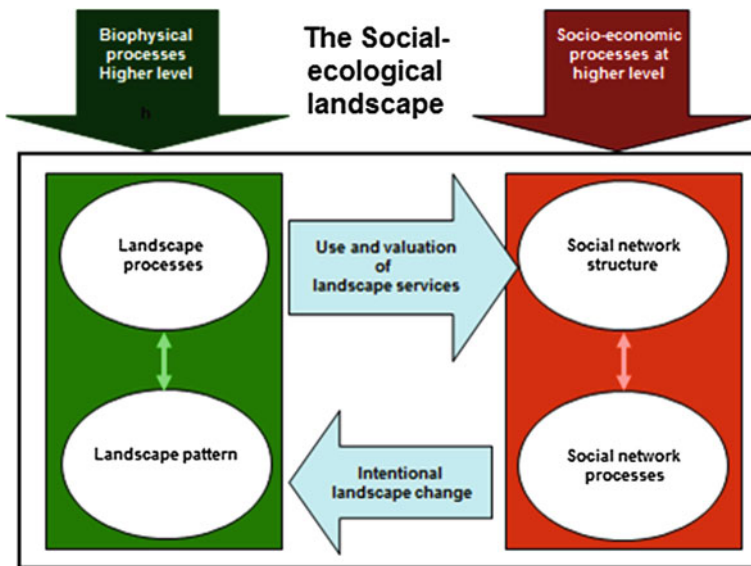 Biophysical
processes
Higher level
h
The Social-
ecological
landscape
Socio-economic
processes at
higher level
Landscape
processes
Use and valuation
of
landscape services
Social network
structure
Landscape pattern
Intentional
landscape change
Social network
processes